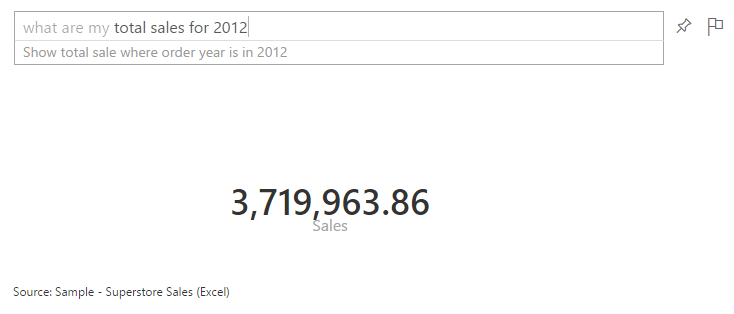 what are my total sales for 2012
Show total sale where order year is in 2012
3,719,963.86
Sales
Source: Sample - Superstore Sales (Excel)